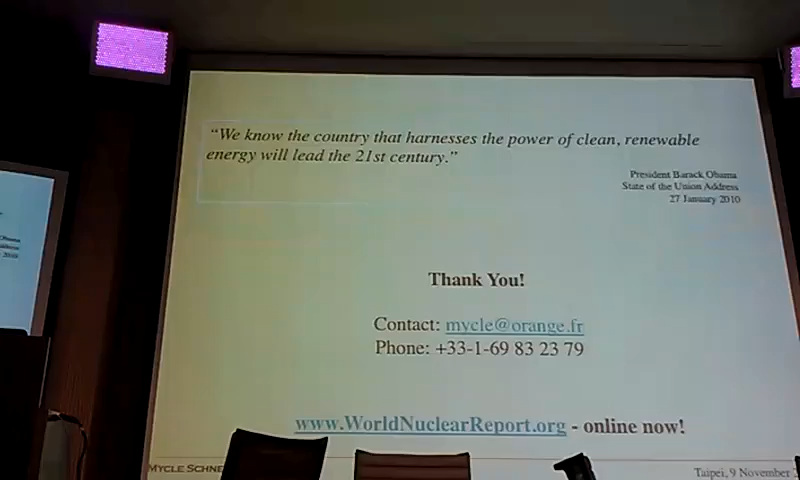 “We know the country that harnesses the power of clean, renewable
energy will lead the 21st century.”
President Barack Obama
State of the Union Address
27 January 2010
Thank You!
Contact: mycle@orange.fr
Phone: +33-1-69 83 23 79
www.WorldNuclearReport.org - online now!
MYCLE
Taipei, 9 November